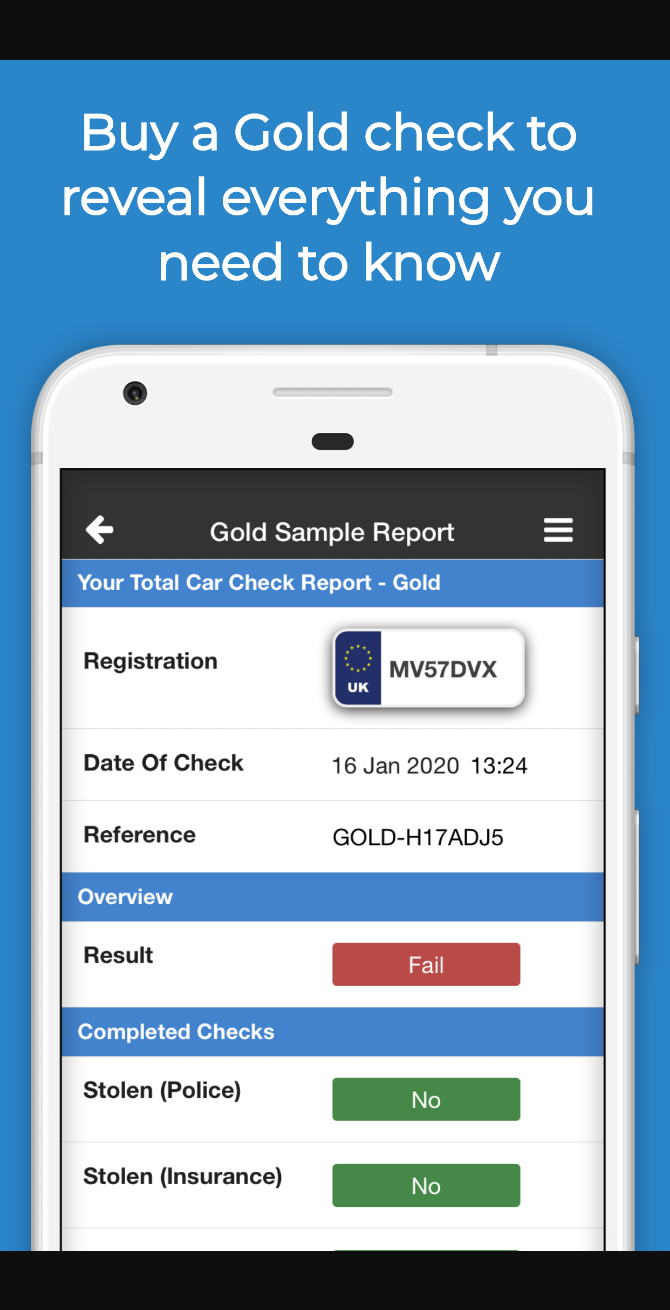 Buy a Gold check to
reveal everything you
need to know
Gold Sample Report
Your Total Car Check Report - Gold
Registration
UK MV57DVX
Date Of Check 16 Jan 2020 13:24
Reference GOLD-H17ADJ5
Overview
Result Fail
Completed Checks
Stolen (Police) No
Stolen (Insurance) No